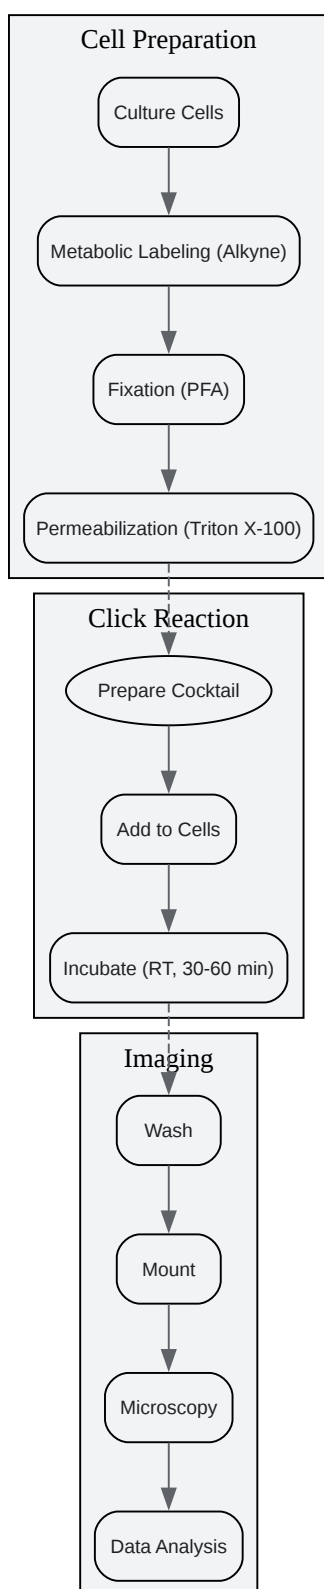 Cell Preparation
Culture Cells
Metabolic Labeling (Alkyne)
Fixation (PFA)
Permeabilization (Triton X-100)
Click Reaction
Prepare Cocktail
Add to Cells
Incubate (RT, 30-60 min)
Imaging
Wash
Mount
Microscopy
Data Analysis